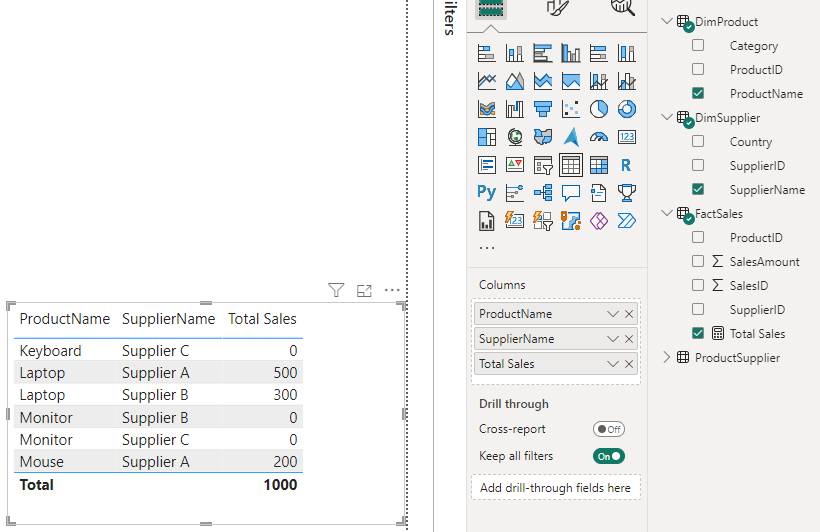 Filters
ProductName SupplierName Total Sales
Keyboard Supplier C 0
Laptop Supplier A 500
Laptop Supplier B 300
Monitor Supplier B 0
Monitor Supplier C 0
Mouse Supplier A 200
Total 1000
123
R
Py
123
Columns
ProductName
SupplierName
Total Sales
Drill through
Cross-report Off
Keep all filters On
Add drill-through fields here
DimProduct
Category
ProductID
ProductName
DimSupplier
Country
SupplierID
SupplierName
FactSales
ProductID
∑ SalesAmount
∑ SalesID
SupplierID
Total Sales
ProductSupplier